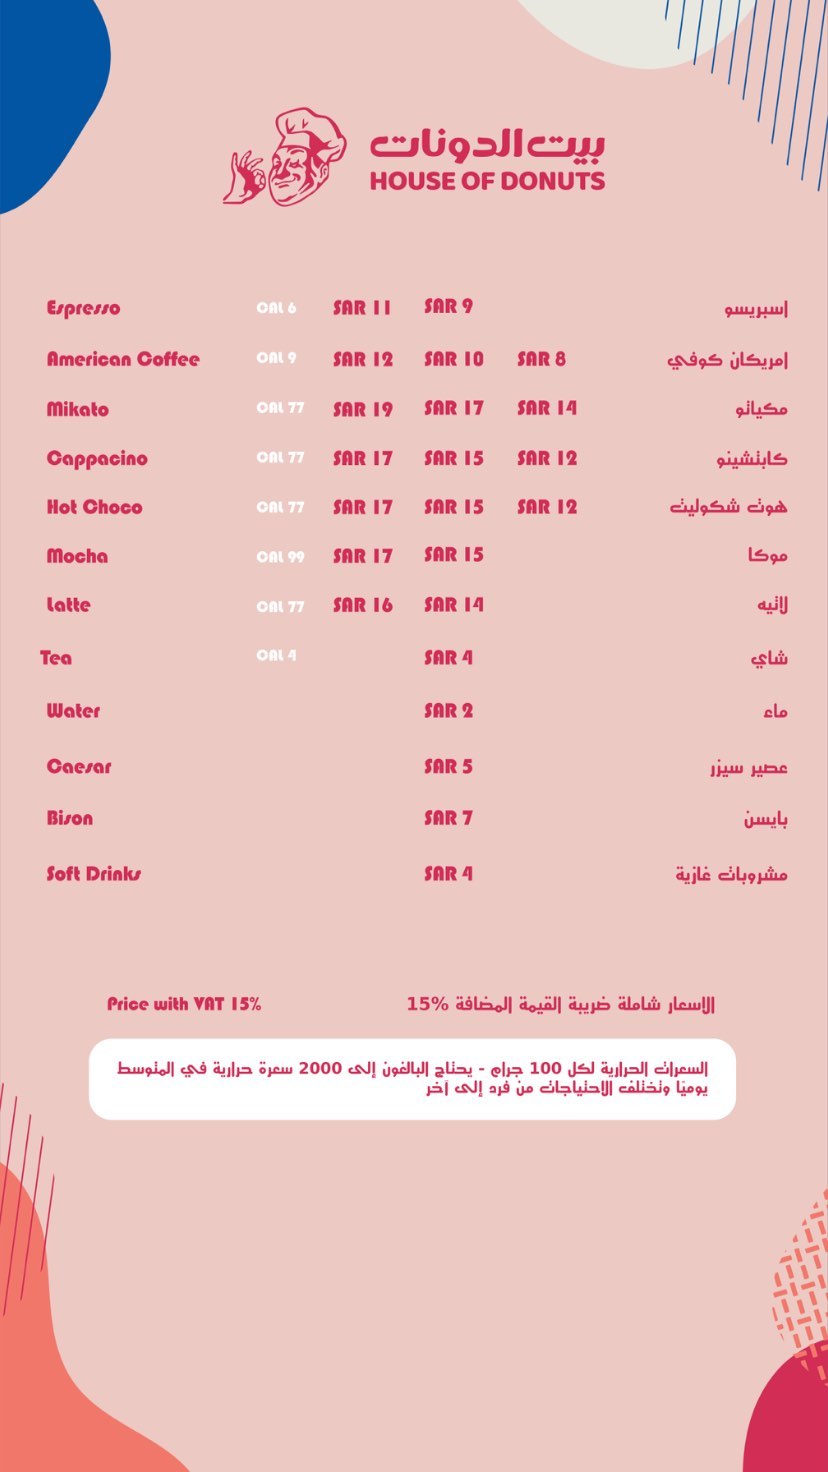 بيت الدونات
HOUSE OF DONUTS
Espresso CAL 6 SAR 11 SAR 9 إسبريسو
American Coffee CAL 9 SAR 12 SAR 10 SAR 8 إمريكان كوفي
Mikato CAL 77 SAR 19 SAR 17 SAR 14 مكياتو
Cappacino CAL 77 SAR 17 SAR 15 SAR 12 كابتشينو
Hot Choco CAL 77 SAR 17 SAR 15 SAR 12 هوت شكوليت
Mocha CAL 99 SAR 17 SAR 15 موكا
Latte CAL 77 SAR 16 SAR 14 لاتيه
Tea CAL 4 SAR 4 شاي
Water SAR 2 ماء
Caesar SAR 5 عصير سيزر
Bison SAR 7 بايسن
Soft Drinks SAR 4 مشروبات غازية
Price with VAT 15% الاسعار شاملة ضريبة القيمة المضافة 15%
السعرات الحرارية لكل 100 جرام - يحتاج البالغون إلى 2000 سعرة حرارية في المتوسط
يوميًا وتختلف الاحتياجات من فرد إلى آخر